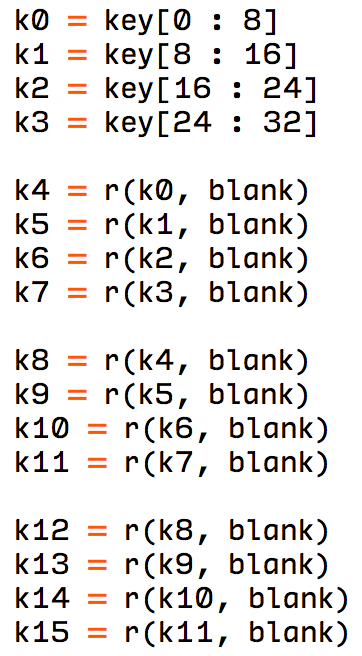 k0 = key[0 : 8]
k1 = key[8 : 16]
k2 = key[16 : 24]
k3 = key[24 : 32]

k4 = r(k0, blank)
k5 = r(k1, blank)
k6 = r(k2, blank)
k7 = r(k3, blank)

k8 = r(k4, blank)
k9 = r(k5, blank)
k10 = r(k6, blank)
k11 = r(k7, blank)

k12 = r(k8, blank)
k13 = r(k9, blank)
k14 = r(k10, blank)
k15 = r(k11, blank)